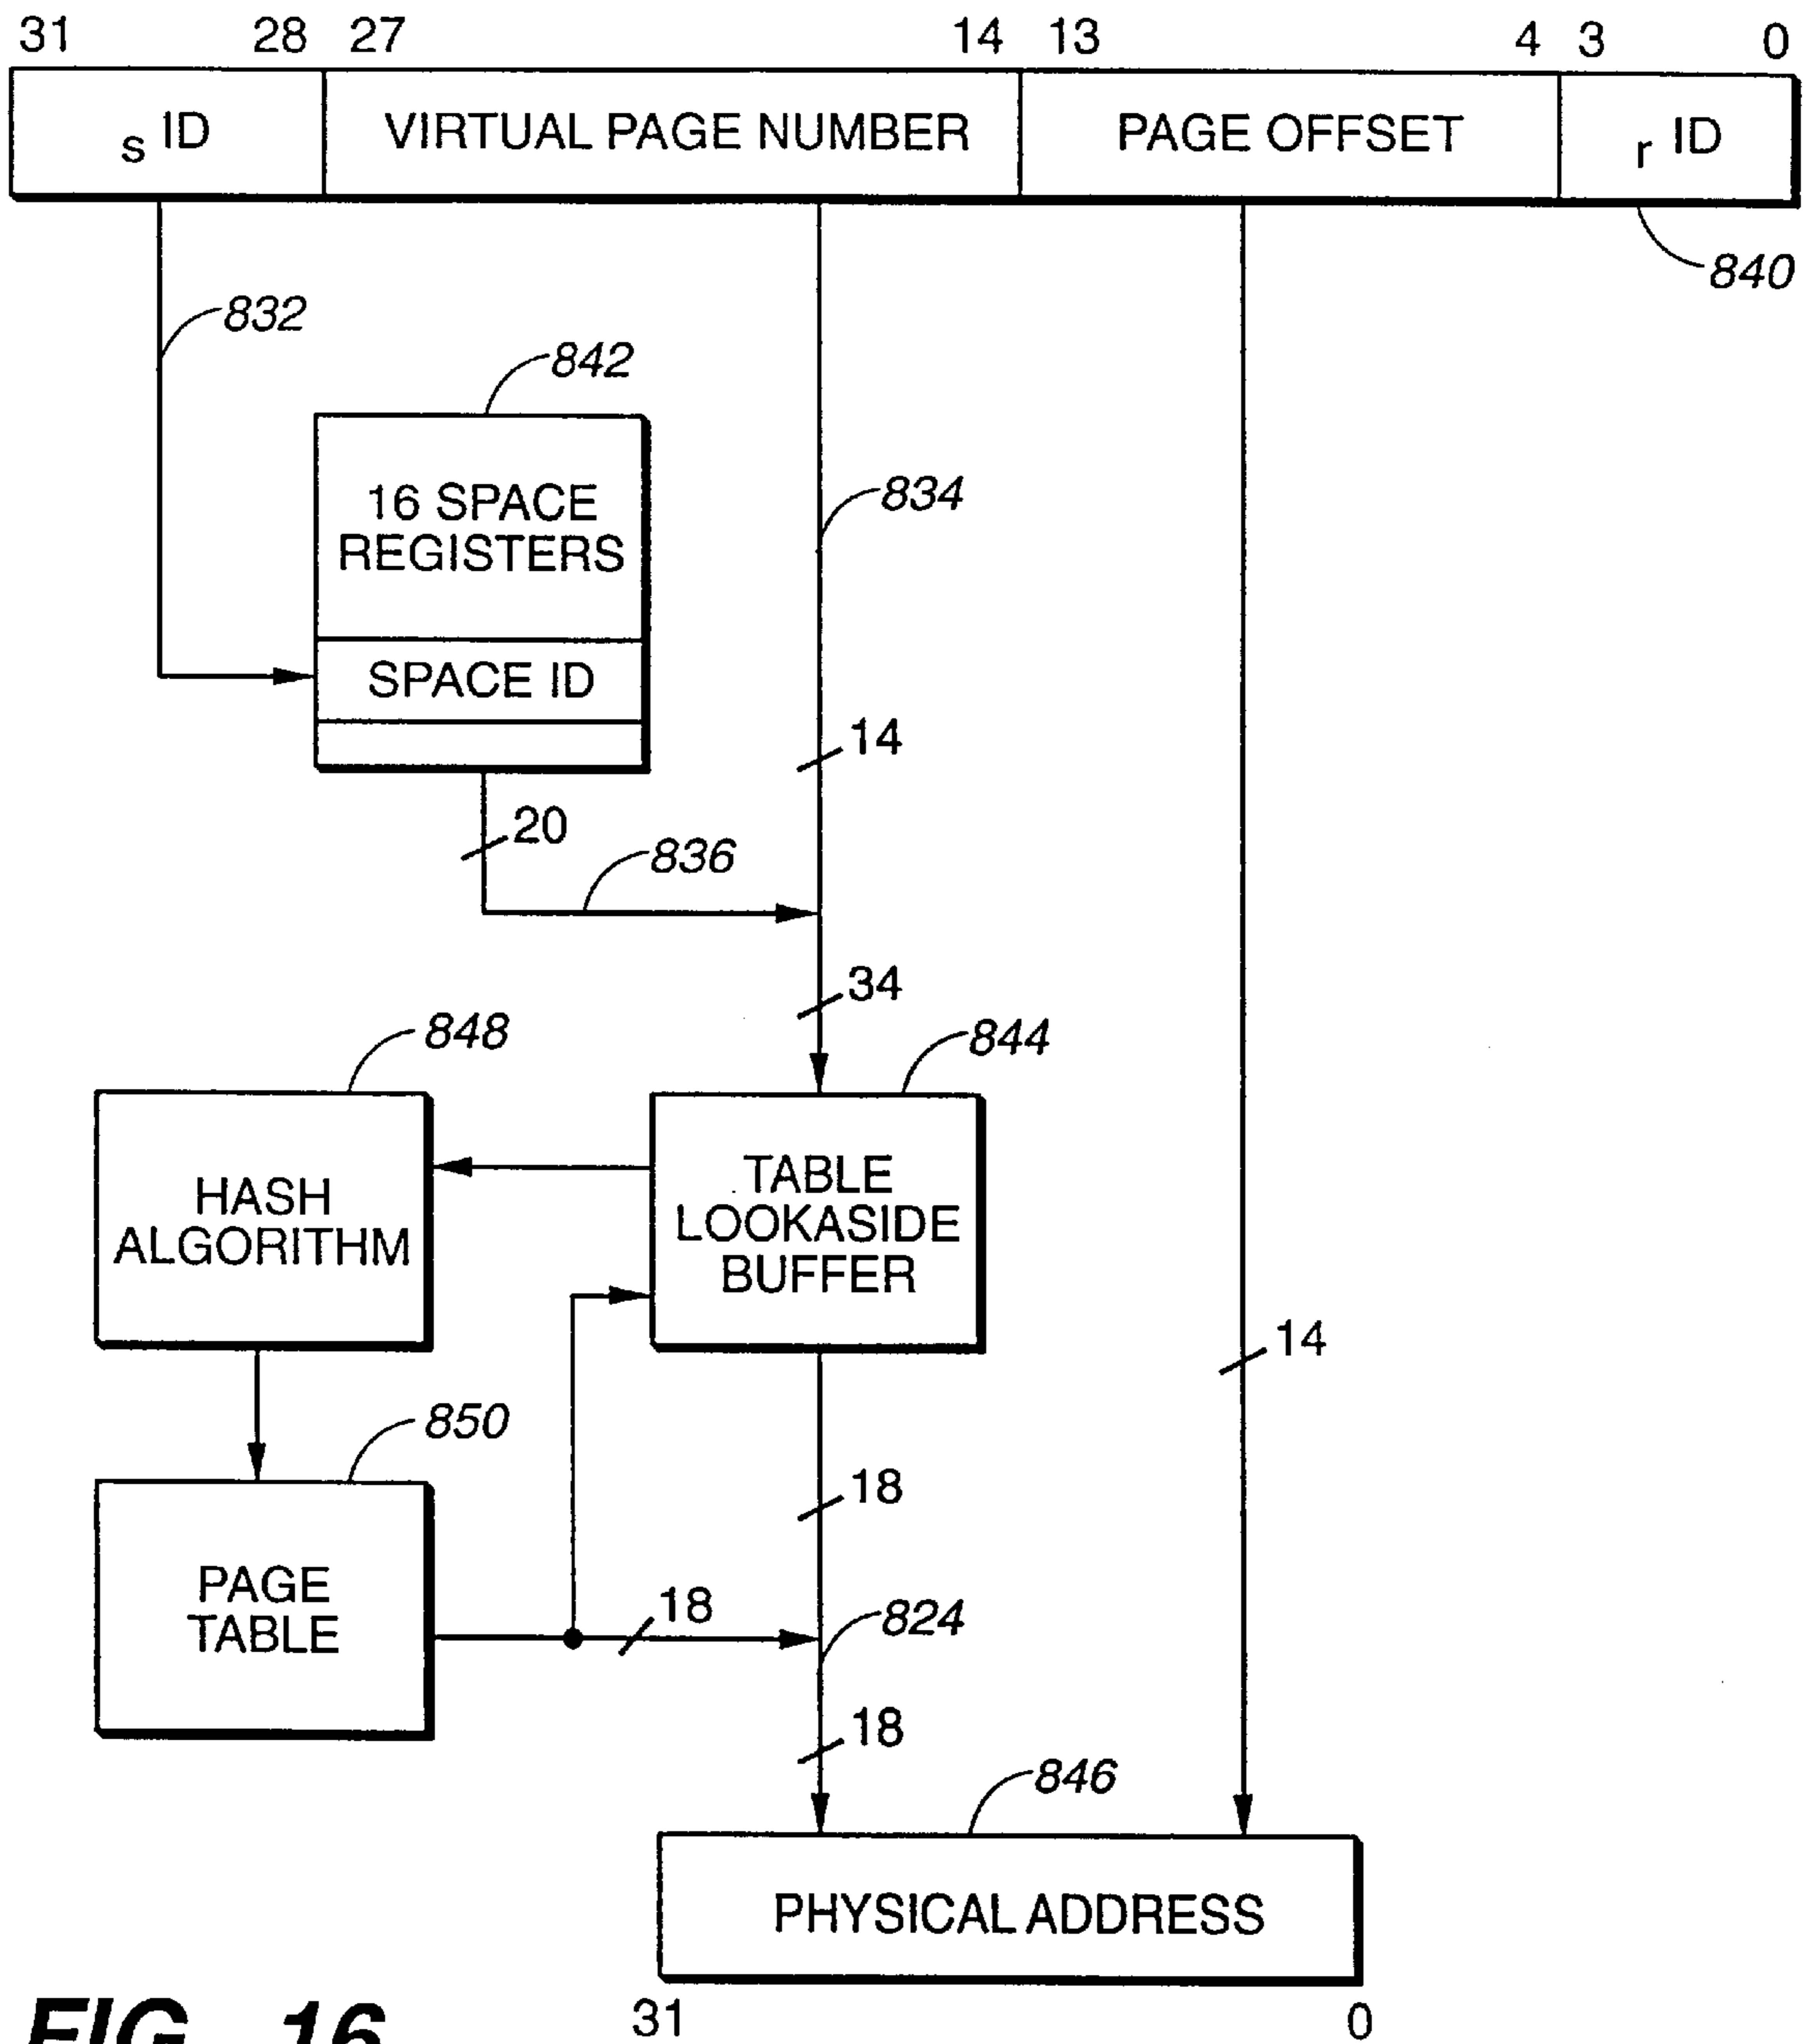 31 28 27 14 13 4 3 0
s ID VIRTUAL PAGE NUMBER PAGE OFFSET r ID
840
832
842
16 SPACE
REGISTERS
834
SPACE ID
14
20
836
34
848
844
HASH
ALGORITHM
TABLE
LOOKASIDE
BUFFER
14
850
18
PAGE
TABLE
18
824
18
846
PHYSICAL ADDRESS
31 0
FIG. 16